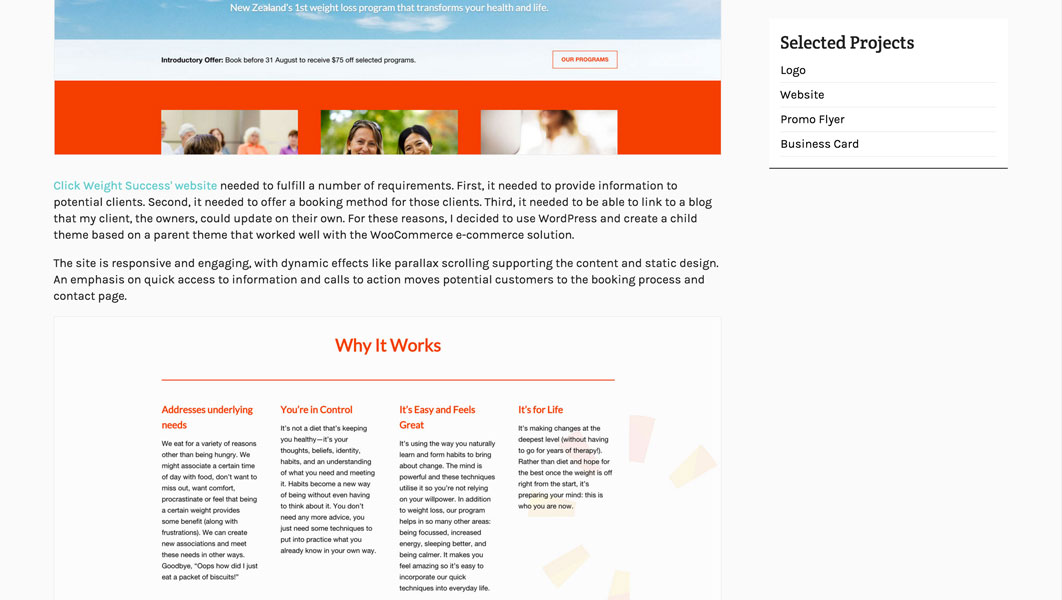 New Zealand's 1st weight loss program that transforms your health and life.
Introductory Offer: Book before 31 August to receive $75 off selected programs.
OUR PROGRAMS
Click Weight Success' website needed to fulfill a number of requirements. First, it needed to provide information to
potential clients. Second, it needed to offer a booking method for those clients. Third, it needed to be able to link to a blog
that my client, the owners, could update on their own. For these reasons, I decided to use WordPress and create a child
theme based on a parent theme that worked well with the WooCommerce e-commerce solution.
The site is responsive and engaging, with dynamic effects like parallax scrolling supporting the content and static design.
An emphasis on quick access to information and calls to action moves potential customers to the booking process and
contact page.
Why It Works
Addresses underlying
needs
We eat for a variety of reasons
other than being hungry. We
might associate a certain time
of day with food, don't want to
miss out, want comfort,
procrastinate or feel that being
a certain weight provides
some benefit (along with
frustrations). We can create
new associations and meet
these needs in other ways.
Goodbye, "Oops how did I just
eat a packet of biscuits!"
You're in Control
It's not a diet that's keeping
you healthy—it's your
thoughts, beliefs, identity,
habits, and an understanding
of what you need and meeting
it. Habits become a new way
of being without even having
to think about it. You don't
need any more advice, you
just need some techniques to
put into practice what you
already know in your own way.
It's Easy and Feels
Great
It's using the way you naturally
learn and form habits to bring
about change. The mind is
powerful and these techniques
utilise it so you're not relying
on your willpower. In addition
to weight loss, our program
helps in so many other areas:
being focussed, increased
energy, sleeping better, and
being calmer. It makes you
feel amazing so it's easy to
incorporate our quick
techniques into everyday life.
It's for Life
It's making changes at the
deepest level (without having
to go for years of therapy!).
Rather than diet and hope for
the best once the weight is off
right from the start, it's
preparing your mind: this is
who you are now.
Selected Projects
Logo
Website
Promo Flyer
Business Card